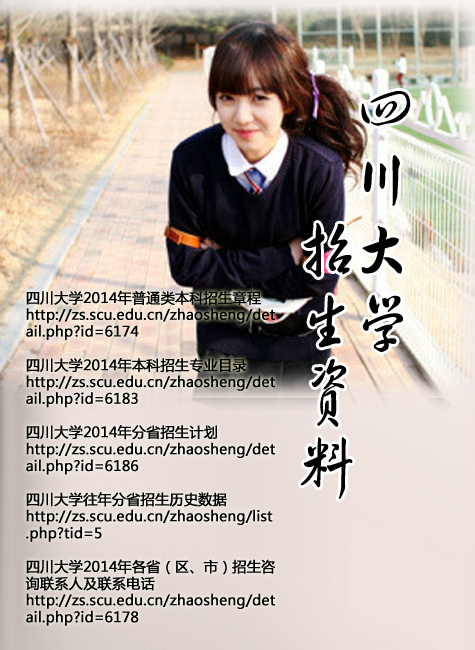 四川大学
招生資料
四川大学2014年普通类本科招生章程
http://zs.scu.edu.cn/zhaosheng/det
ail.php?id=6174
四川大学2014年本科招生专业目录
http://zs.scu.edu.cn/zhaosheng/det
ail.php?id=6183
四川大学2014年分省招生计划
http://zs.scu.edu.cn/zhaosheng/det
ail.php?id=6186
四川大学往年分省招生历史数据
http://zs.scu.edu.cn/zhaosheng/list
.php?tid=5
四川大学2014年各省（区、市）招生咨
询联系人及联系电话
http://zs.scu.edu.cn/zhaosheng/det
ail.php?id=6178